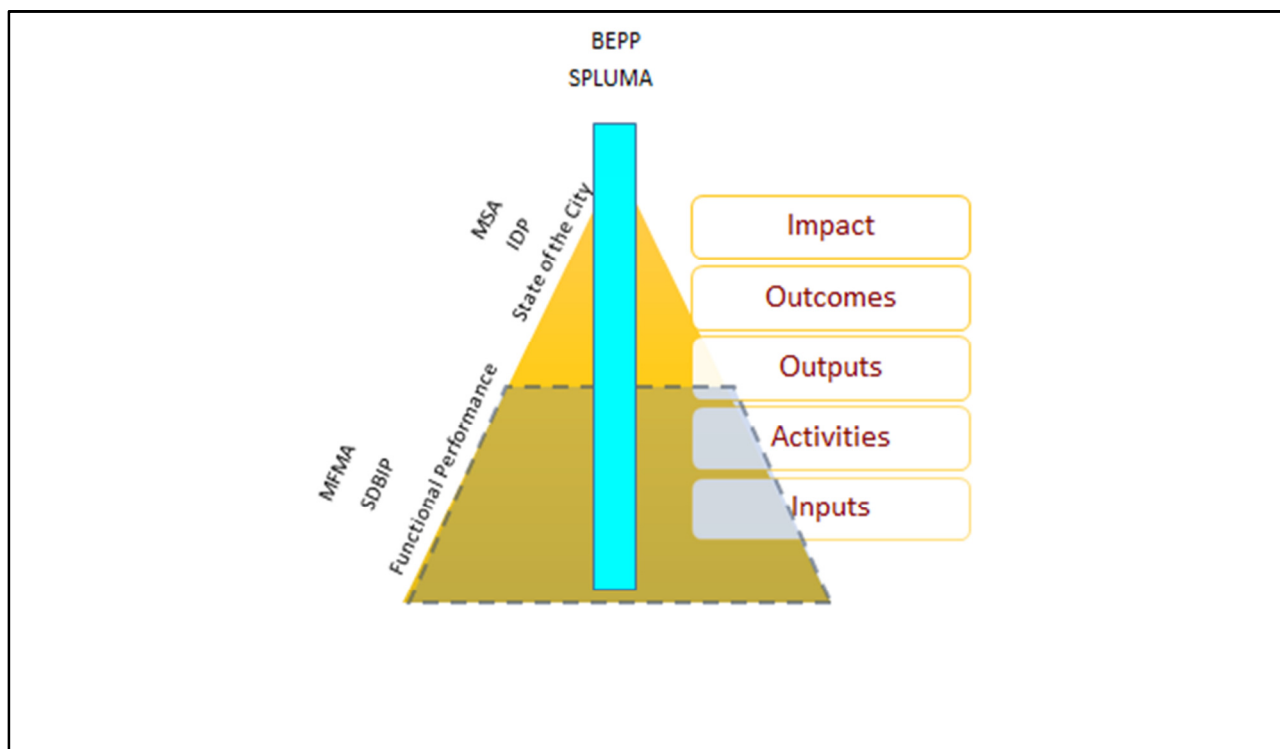 BEPP
SPLUMA
MSA
IDP
State of the City
Impact
Outcomes
Outputs
Activities
Inputs
MFMA
SDBIP
Functional Performance